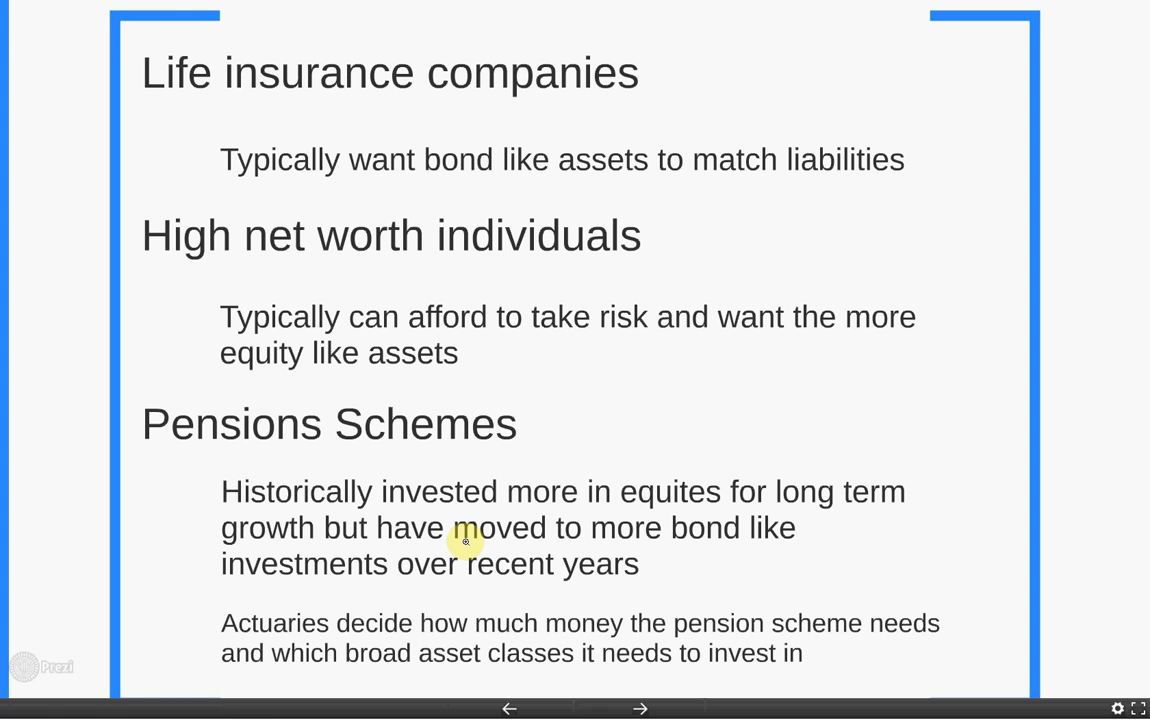 Life insurance companies
Typically want bond like assets to match liabilities
High net worth individuals
Typically can afford to take risk and want the more
equity like assets
Pensions Schemes
Historically invested more in equites for long term
growth but have moved to more bond like
investments over recent years
Actuaries decide how much money the pension scheme needs
and which broad asset classes it needs to invest in
Prezi